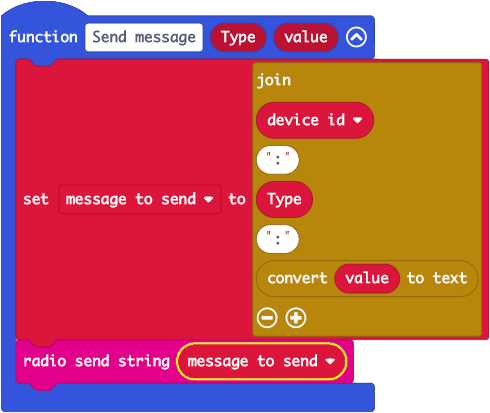 function Send message Type value
join
device id
":"
set message to send to Type
":"
convert value to text
radio send string message to send